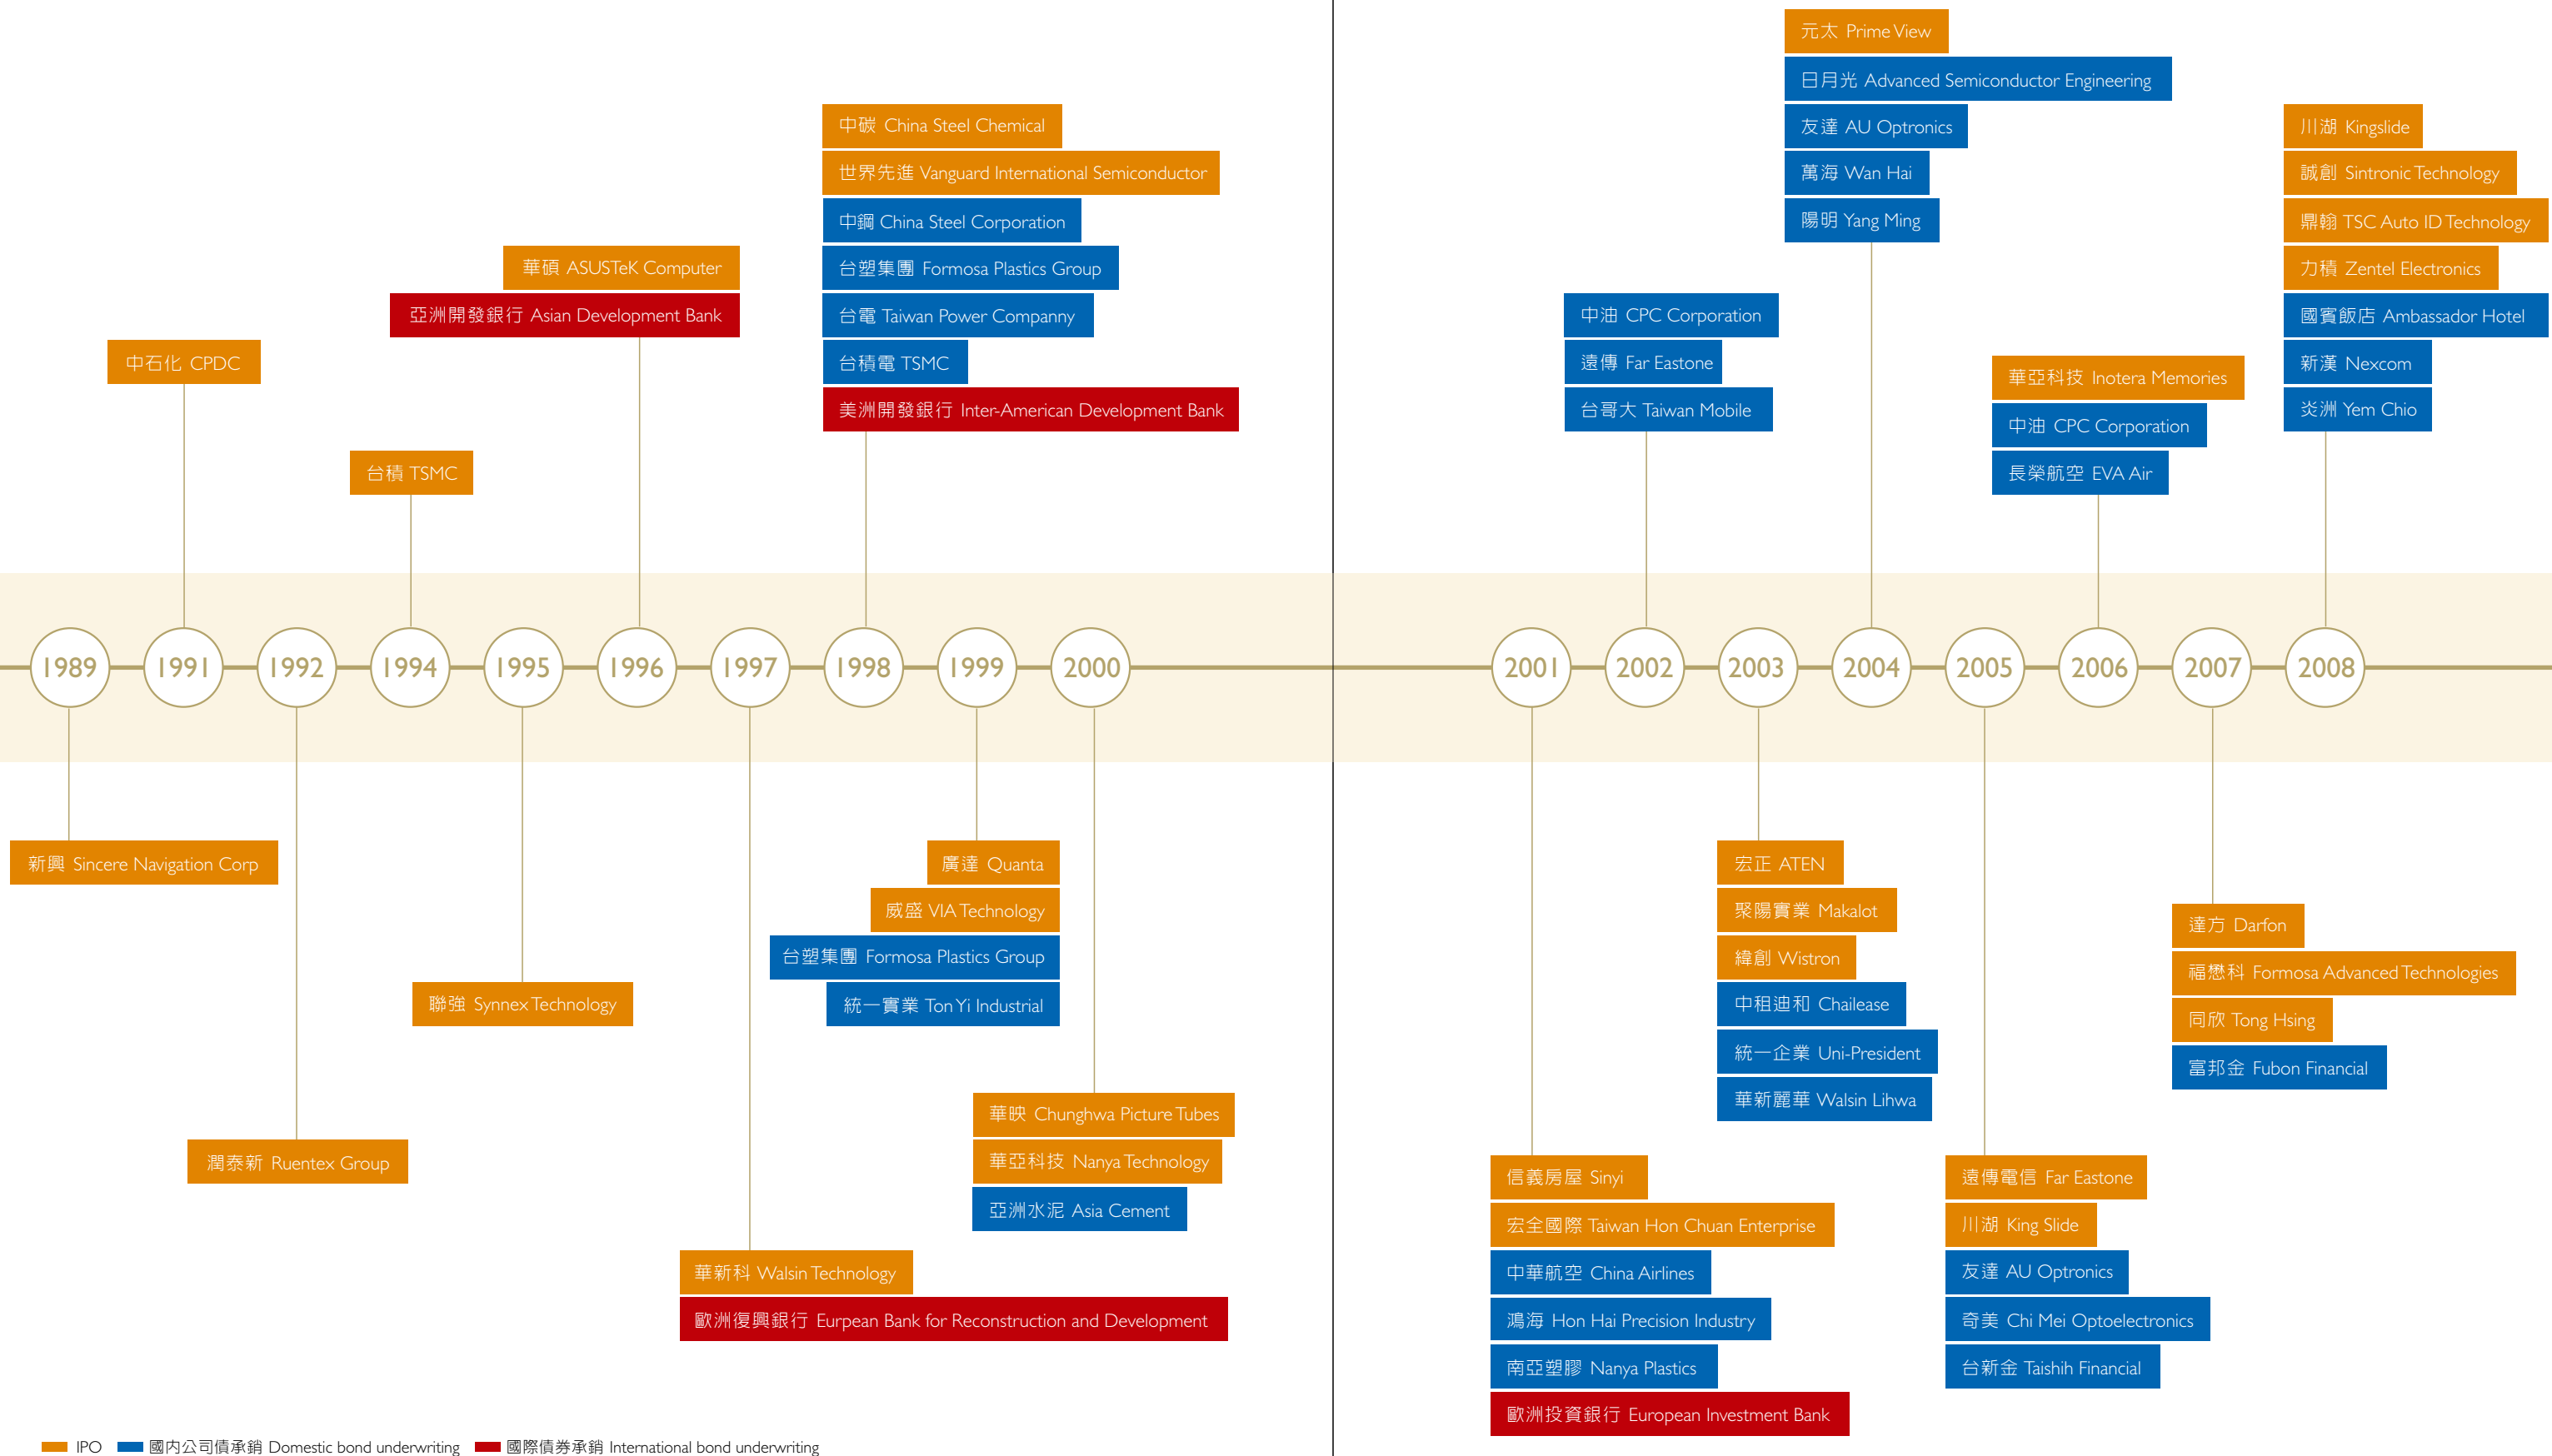 元太 Prime View
日月光 Advanced Semiconductor Engineering
友達 AU Optronics
萬海 Wan Hai
陽明 Yang Ming
中碳 China Steel Chemical
世界先進 Vanguard International Semiconductor
中鋼 China Steel Corporation
台塑集團 Formosa Plastics Group
台電 Taiwan Power Companny
台積電 TSMC
美洲開發銀行 Inter-American Development Bank
川湖 Kingslide
誠創 Sintronic Technology
鼎翰 TSC Auto ID Technology
力積 Zentel Electronics
國賓飯店 Ambassador Hotel
新漢 Nexcom
炎洲 Yem Chio
華碩 ASUSTeK Computer
亞洲開發銀行 Asian Development Bank
中油 CPC Corporation
遠傳 Far Eastone
台哥大 Taiwan Mobile
中石化 CPDC
華亞科技 Inotera Memories
中油 CPC Corporation
長榮航空 EVA Air
台積 TSMC
1989
1991
1992
1994
1995
1996
1997
1998
1999
2000
2001
2002
2003
2004
2005
2006
2007
2008
新興 Sincere Navigation Corp
廣達 Quanta
威盛 VIA Technology
台塑集團 Formosa Plastics Group
統一實業 Ton Yi Industrial
宏正 ATEN
聚陽實業 Makalot
緯創 Wistron
中租迪和 Chailease
統一企業 Uni-President
華新麗華 Walsin Lihwa
達方 Darfon
福懋科 Formosa Advanced Technologies
同欣 Tong Hsing
富邦金 Fubon Financial
聯強 Synnex Technology
華映 Chunghwa Picture Tubes
華亞科技 Nanya Technology
亞洲水泥 Asia Cement
潤泰新 Ruentex Group
信義房屋 Sinyi
宏全國際 Taiwan Hon Chuan Enterprise
中華航空 China Airlines
鴻海 Hon Hai Precision Industry
南亞塑膠 Nanya Plastics
歐洲投資銀行 European Investment Bank
遠傳電信 Far Eastone
川湖 King Slide
友達 AU Optronics
奇美 Chi Mei Optoelectronics
台新金 Taishih Financial
華新科 Walsin Technology
歐洲復興銀行 Eurpean Bank for Reconstruction and Development
IPO
國內公司債承銷 Domestic bond underwriting
國際債券承銷 International bond underwriting